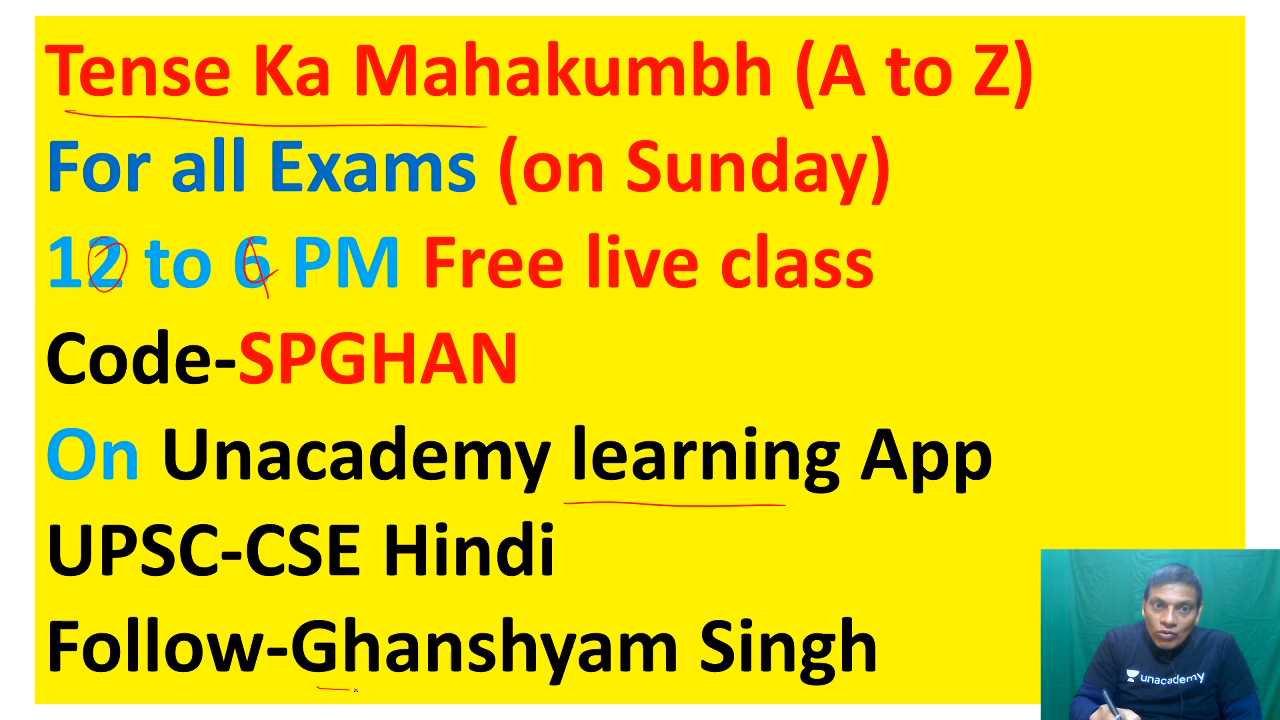 Tense Ka Mahakumbh (A to Z)
For all Exams (on Sunday)
12 to 6 PM Free live class
Code-SPGHAN
On Unacademy learning App
UPSC-CSE Hindi
Follow-Ghanshyam Singh
unacademy